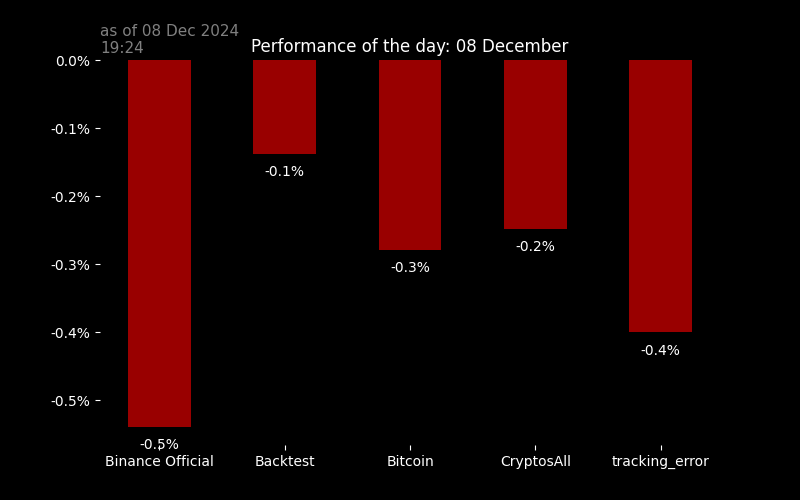 as of 08 Dec 2024
19:24
Performance of the day: 08 December
0.0%
-0.1%
-0.2%
-0.3%
-0.4%
-0.5%
-0.5%
-0.1%
-0.3%
-0.2%
-0.4%
Binance Official
Backtest
Bitcoin
CryptosAll
tracking_error